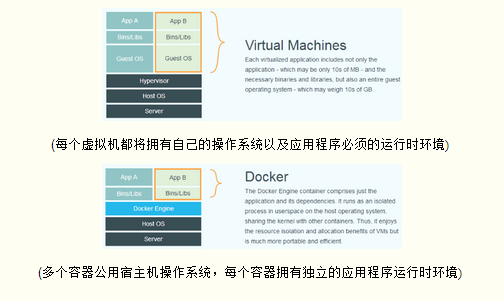 App A
App B
Bins/Libs
Bins/Libs
Guest OS
Guest OS
Hypervisor
Host OS
Server
Virtual Machines
Each virtualized application includes not only the
application - which may be only 10s of MB - and the
necessary binaries and libraries, but also an entire guest
operating system - which may weigh 10s of GB.
(每个虚拟机都将拥有自己的操作系统以及应用程序必须的运行时环境)
App A
App B
Bins/Libs
Bins/Libs
Docker Engine
Host OS
Server
Docker
The Docker Engine container comprises just the
application and its dependencies. It runs as an isolated
process in userspace on the host operating system,
sharing the kernel with other containers. Thus, it enjoys
the resource isolation and allocation benefits of VMs but
is much more portable and efficient.
(多个容器公用宿主机操作系统，每个容器拥有独立的应用程序运行时环境)